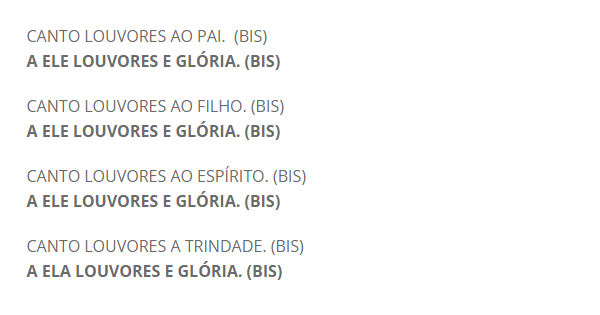 CANTO LOUVORES AO PAI.  (BIS)
A ELE LOUVORES E GLÓRIA. (BIS)
CANTO LOUVORES AO FILHO. (BIS)
A ELE LOUVORES E GLÓRIA. (BIS)
CANTO LOUVORES AO ESPÍRITO. (BIS)
A ELE LOUVORES E GLÓRIA. (BIS)
CANTO LOUVORES A TRINDADE. (BIS)
A ELA LOUVORES E GLÓRIA. (BIS)